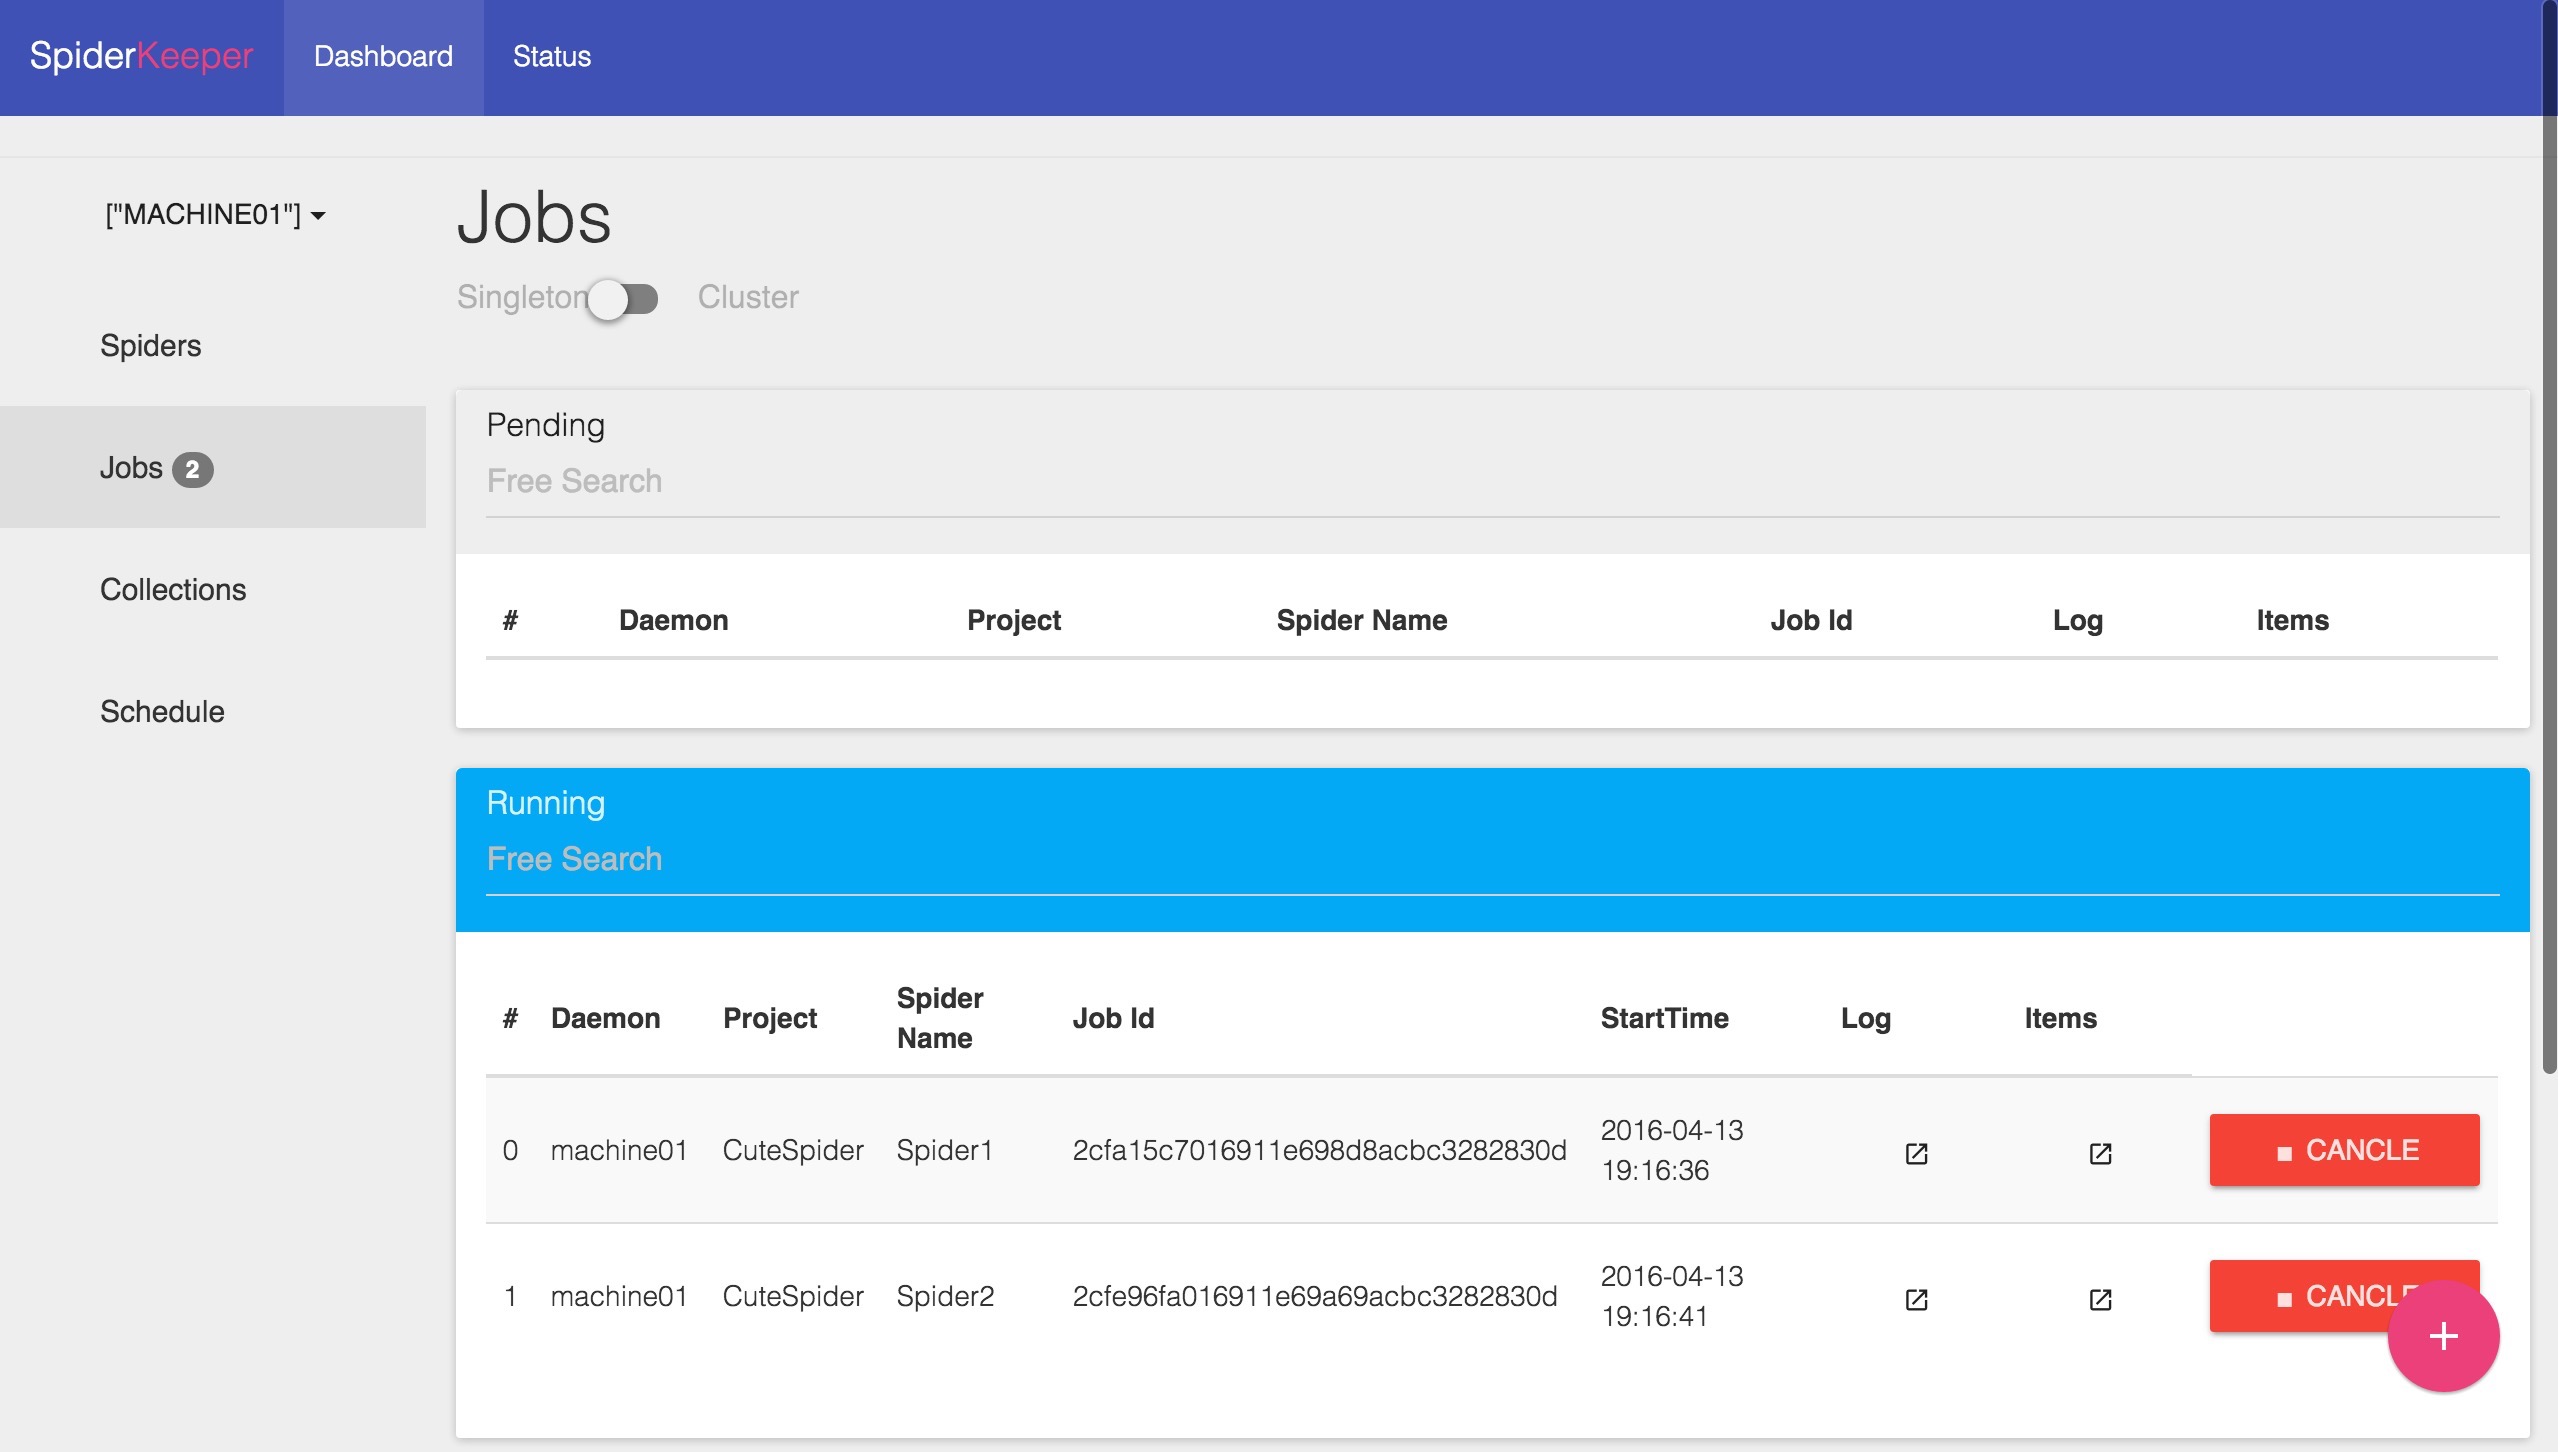 SpiderKeeper Dashboard Status
["MACHINE01"]
Spiders
Jobs 2
Collections
Schedule
Jobs
Singleton Cluster
Pending
Free Search
# Daemon Project Spider Name Job Id Log Items
Running
Free Search
# Daemon Project Spider Name Job Id StartTime Log Items
0 machine01 CuteSpider Spider1 2cfa15c7016911e698d8acbc3282830d 2016-04-13 19:16:36 CANCLE
1 machine01 CuteSpider Spider2 2cfe96fa016911e69a69acbc3282830d 2016-04-13 19:16:41 CANCLE